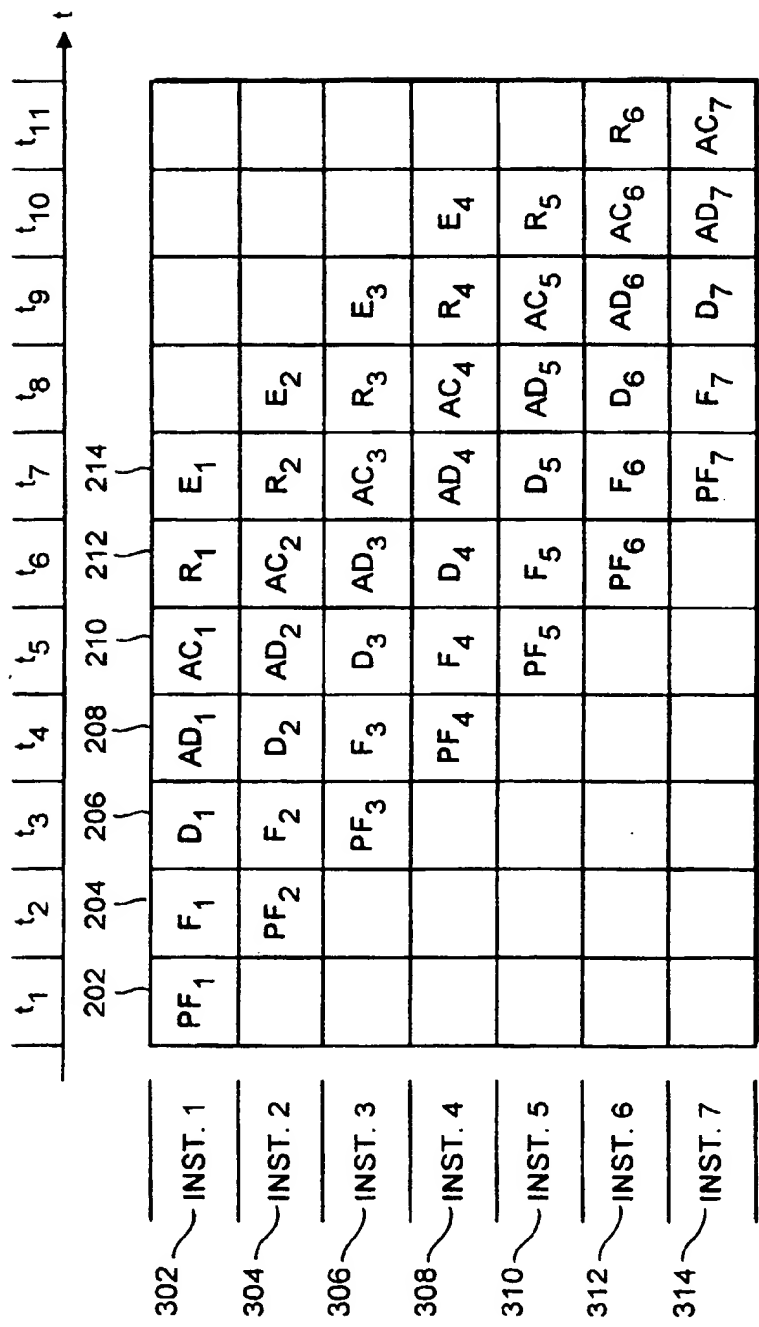 t₁ t₂ t₃ t₄ t₅ t₆ t₇ t₈ t₉ t₁₀ t₁₁ t
202 204 206 208 210 212 214
302 INST. 1 PF₁ F₁ D₁ AD₁ AC₁ R₁ E₁
304 INST. 2 PF₂ F₂ D₂ AD₂ AC₂ R₂ E₂
306 INST. 3 PF₃ F₃ D₃ AD₃ AC₃ R₃ E₃
308 INST. 4 PF₄ F₄ D₄ AD₄ AC₄ R₄ E₄
310 INST. 5 PF₅ F₅ D₅ AD₅ AC₅ R₅
312 INST. 6 PF₆ F₆ D₆ AD₆ AC₆ R₆
314 INST. 7 PF₇ F₇ D₇ AD₇ AC₇